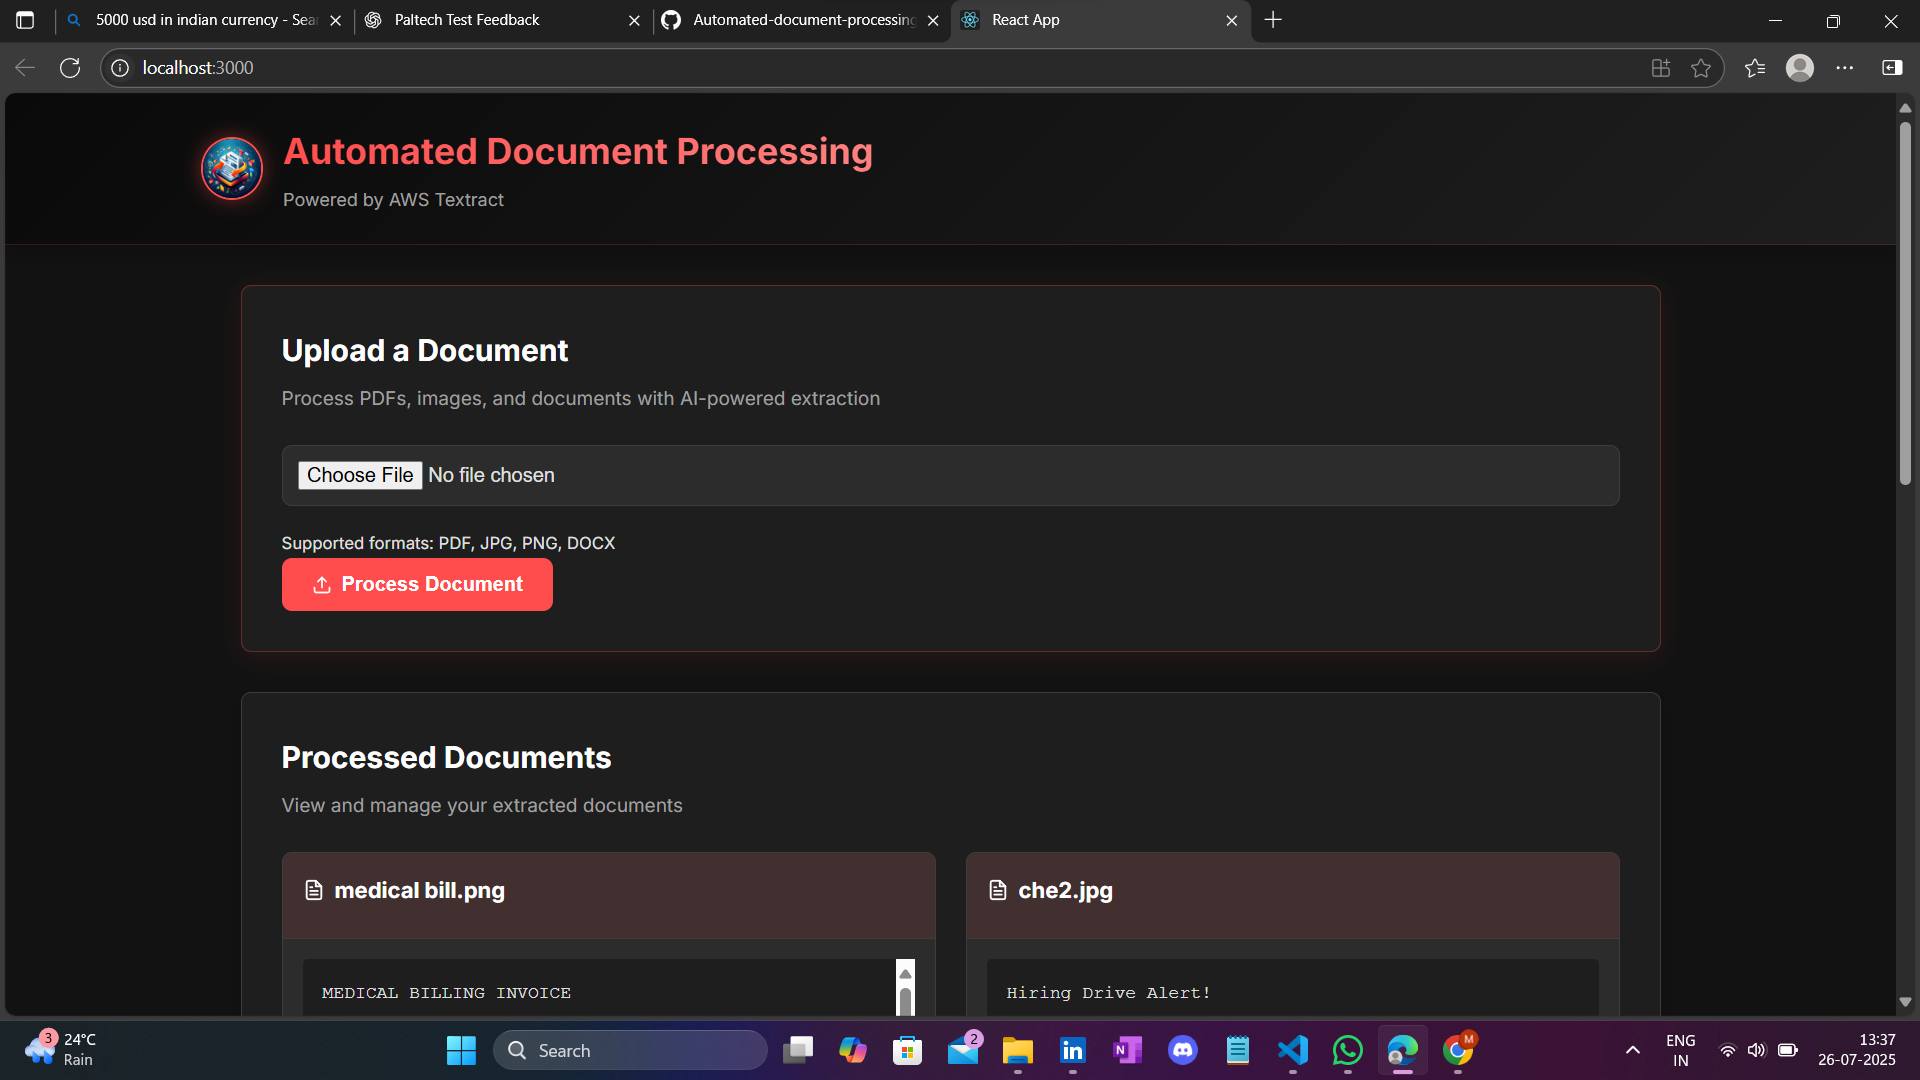 5000 usd in indian currency - Sear
Paltech Test Feedback
Automated-document-processing
React App
localhost:3000
Automated Document Processing
Powered by AWS Textract
Upload a Document
Process PDFs, images, and documents with AI-powered extraction
Choose File No file chosen
Supported formats: PDF, JPG, PNG, DOCX
Process Document
Processed Documents
View and manage your extracted documents
medical bill.png
che2.jpg
MEDICAL BILLING INVOICE
Hiring Drive Alert!
3
24°C
Rain
Search
2
N
in
M
ENG
IN
13:37
26-07-2025